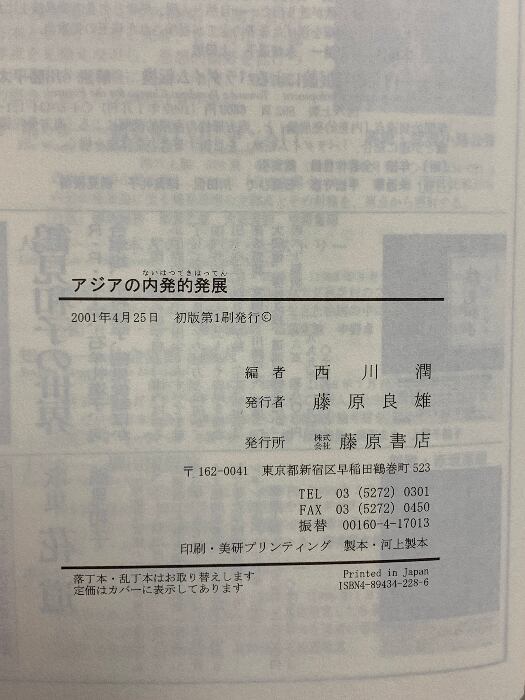 ないはつてきはってん
アジアの内発的発展
2001年4月25日 初版第1刷発行©
編者 西川潤
発行者 藤原良雄
発行所 株式会社 藤原書店
〒162-0041 東京都新宿区早稲田鶴巻町523
TEL 03(5272)0301
FAX 03(5272)0450
振替 00160-4-17013
印刷・美研プリンティング 製本・河上製本
落丁本・乱丁本はお取り替えします
定価はカバーに表示してあります
Printed in Japan
ISBN4-89434-228-6